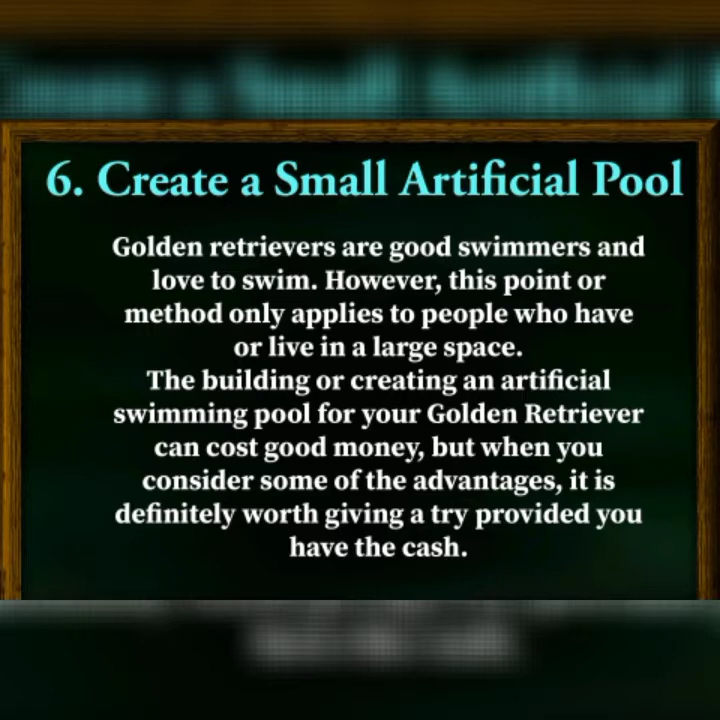 6. Create a Small Artificial Pool
Golden retrievers are good swimmers and
love to swim. However, this point or
method only applies to people who have
or live in a large space.
The building or creating an artificial
swimming pool for your Golden Retriever
can cost good money, but when you
consider some of the advantages, it is
definitely worth giving a try provided you
have the cash.